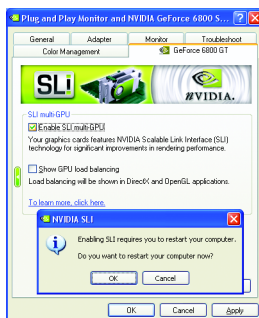 Plug and Play Monitor and NVIDIA GeForce 6800 S...
General Adapter Monitor Troubleshoot
Color Management GeForce 6800 GT
SLI
NVIDIA.
SLI multi-GPU
Enable SLI multi-GPU
Your graphics cards features NVIDIA Scalable Link Interface (SLI)
technology for significant improvements in rendering performance.
Show GPU load balancing
Load balancing will be shown in DirectX and OpenGL applications.
To learn more, click here.
NVIDIA SLI
Enabling SLI requires you to restart your computer.
Do you want to restart your computer now?
OK Cancel
OK Cancel Apply